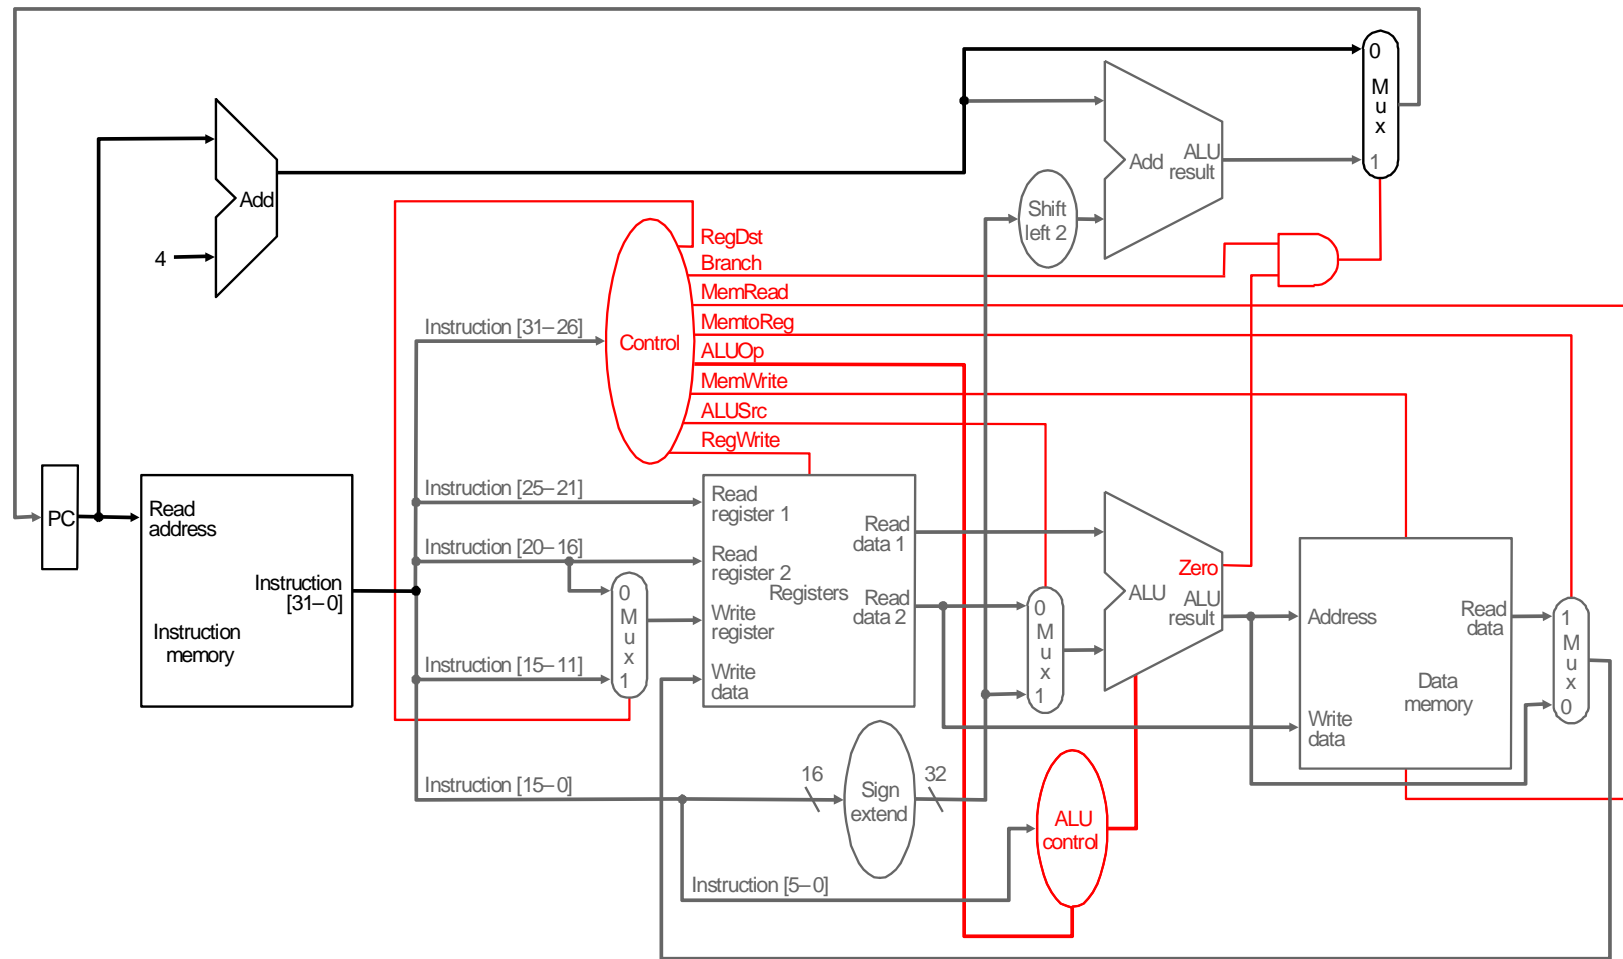 0
M
u
x
1
Add
ALU
result
Add
4
Shift
left 2
RegDst
Branch
MemRead
MemtoReg
ALUOp
MemWrite
ALUSrc
RegWrite
Control
Instruction [31–26]
Instruction [25–21]
Instruction [20–16]
Instruction [15–11]
Instruction [15–0]
Instruction [5–0]
PC
Read
address
Instruction
[31–0]
Instruction
memory
0
M
u
x
1
Read
register 1
Read
register 2
Write
register
Write
data
Registers
Read
data 1
Read
data 2
0
M
u
x
1
Zero
ALU
ALU
result
Address
Write
data
Read
data
Data
memory
1
M
u
x
0
16
Sign
extend
32
ALU
control